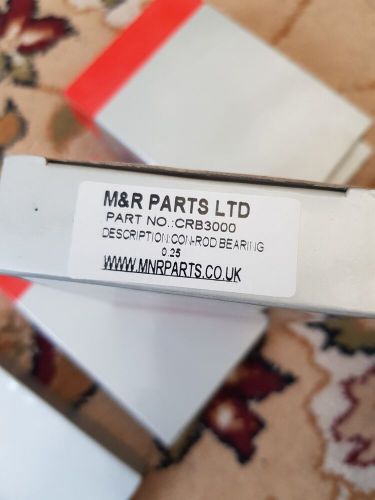 M&R PARTS LTD
PART NO.:CRB3000
DESCRIPTION:CON-ROD BEARING
0.25
WWW.MNRPARTS.CO.UK